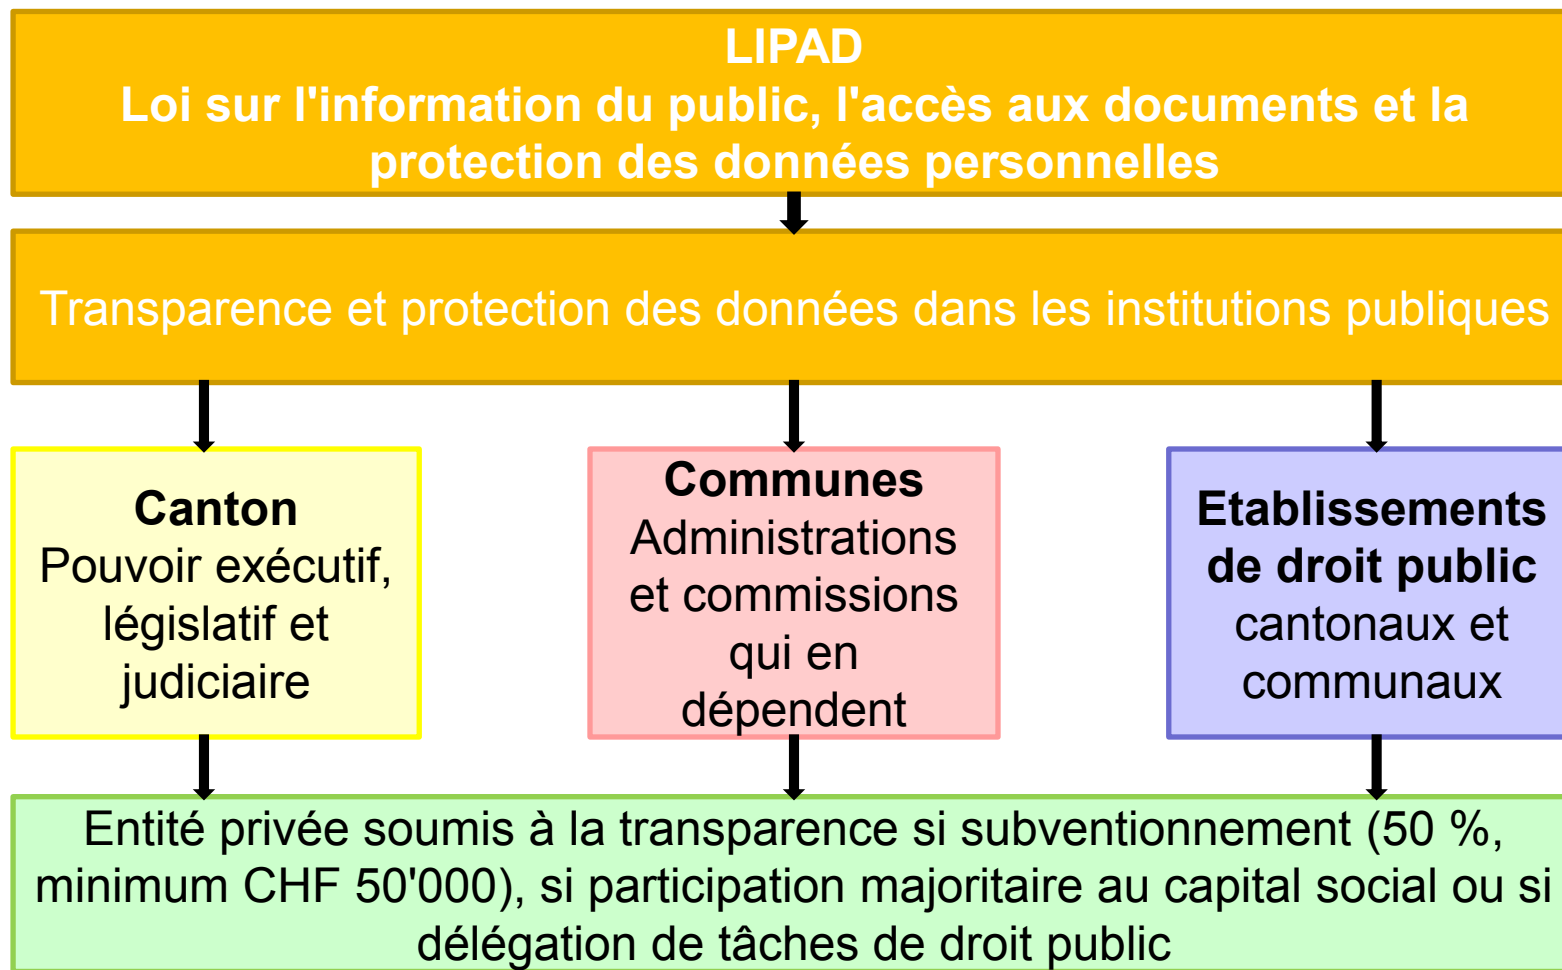 LIPAD
Loi sur l'information du public, l'accès aux documents et la
protection des données personnelles
Transparence et protection des données dans les institutions publiques
Canton
Pouvoir exécutif,
législatif et
judiciaire
Communes
Administrations
et commissions
qui en
dépendent
Etablissements
de droit public
cantonaux et
communaux
Entité privée soumis à la transparence si subventionnement (50 %,
minimum CHF 50'000), si participation majoritaire au capital social ou si
délégation de tâches de droit public